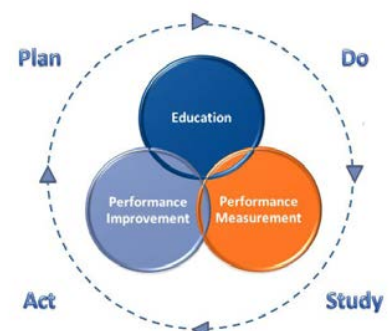 Plan
Do
Education
Performance
Improvement
Performance
Measurement
Act
Study